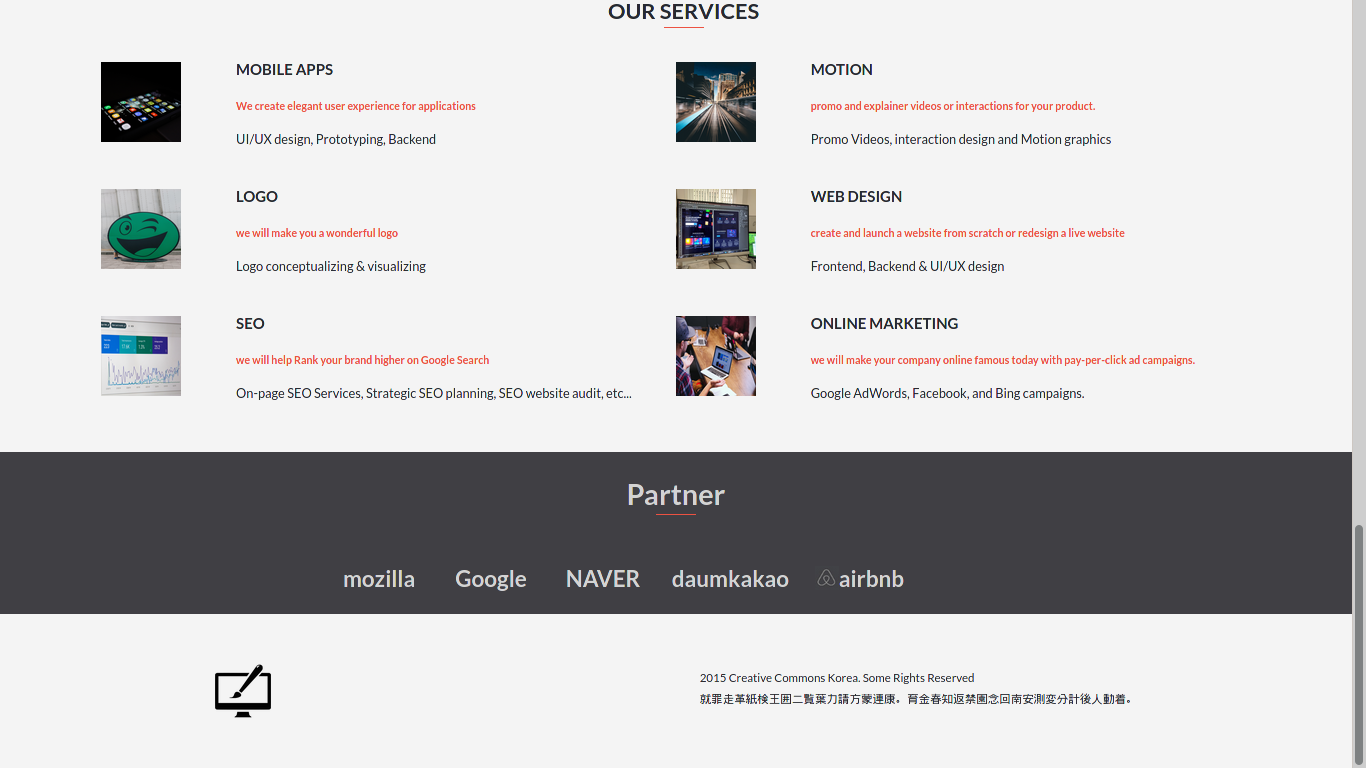 OUR SERVICES
MOBILE APPS
We create elegant user experience for applications
UI/UX design, Prototyping, Backend
MOTION
promo and explainer videos or interactions for your product.
Promo Videos, interaction design and Motion graphics
LOGO
we will make you a wonderful logo
Logo conceptualizing & visualizing
WEB DESIGN
create and launch a website from scratch or redesign a live website
Frontend, Backend & UI/UX design
SEO
we will help Rank your brand higher on Google Search
On-page SEO Services, Strategic SEO planning, SEO website audit, etc...
ONLINE MARKETING
we will make your company online famous today with pay-per-click ad campaigns.
Google AdWords, Facebook, and Bing campaigns.
Partner
mozilla Google NAVER daumkakao airbnb
2015 Creative Commons Korea. Some Rights Reserved
就罪走革紙検王囲二覧葉力請方蒙連康。育金春知返禁園念回南安測変分計後人動着。